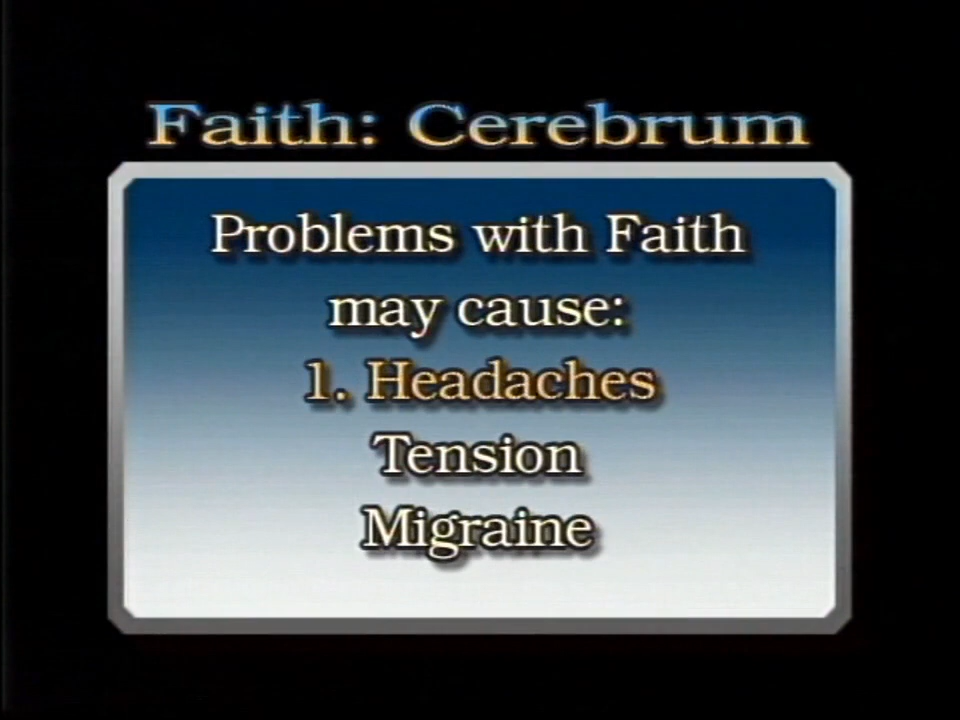 Faith: Cerebrum
Problems with Faith
may cause:
1. Headaches
Tension
Migraine